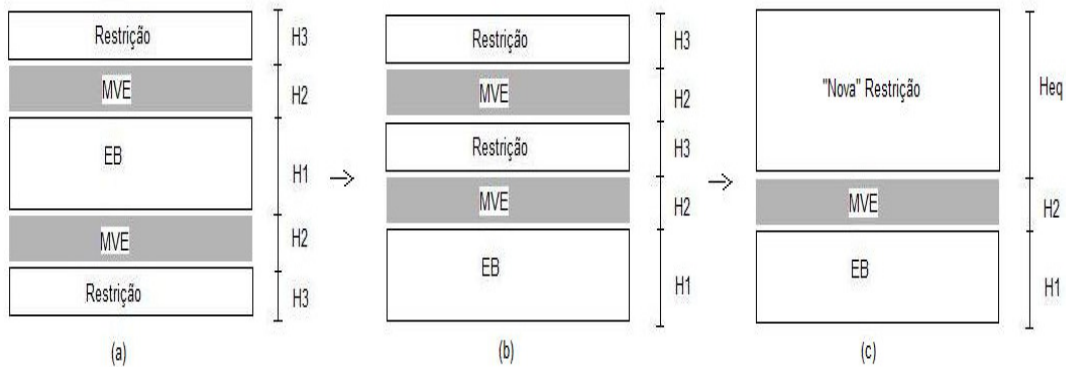 Restrição
H3
MVE
H2
EB
H1
MVE
H2
Restrição
H3
(a)
Restrição
H3
MVE
H2
Restrição
H3
MVE
H2
EB
H1
(b)
"Nova" Restrição
Heq
MVE
H2
EB
H1
(c)